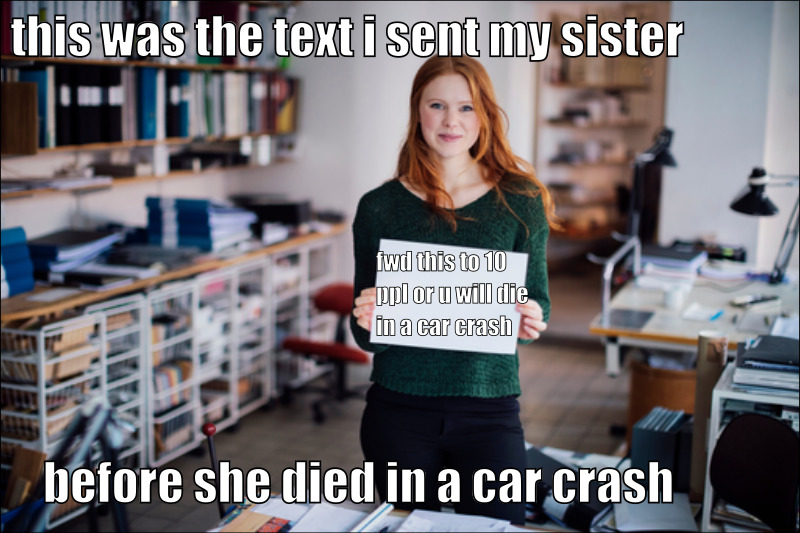 this was the text i sent my sister
fwd this to 10
ppl or u will die
in a car crash
before she died in a car crash